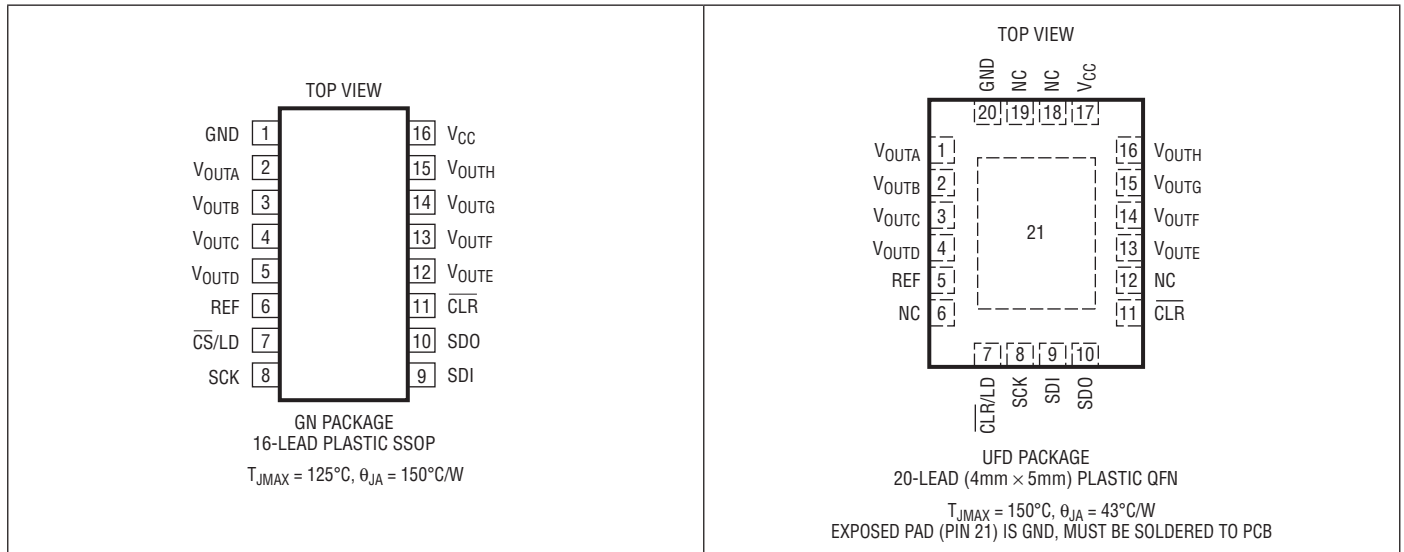 TOP VIEW
GND 1
VOUTA 2
VOUTB 3
VOUTC 4
VOUTD 5
REF 6
C̅S̅/LD 7
SCK 8
16 VCC
15 VOUTH
14 VOUTG
13 VOUTF
12 VOUTE
11 C̅L̅R̅
10 SDO
9 SDI
GN PACKAGE
16-LEAD PLASTIC SSOP
TJMAX = 125°C, θJA = 150°C/W
TOP VIEW
GND NC NC VCC
20 19 18 17
VOUTA 1
VOUTB 2
VOUTC 3
VOUTD 4
REF 5
NC 6
21
16 VOUTH
15 VOUTG
14 VOUTF
13 VOUTE
12 NC
11 C̅L̅R̅
7 8 9 10
C̅L̅R̅/LD SCK SDI SDO
UFD PACKAGE
20-LEAD (4mm × 5mm) PLASTIC QFN
TJMAX = 150°C, θJA = 43°C/W
EXPOSED PAD (PIN 21) IS GND, MUST BE SOLDERED TO PCB